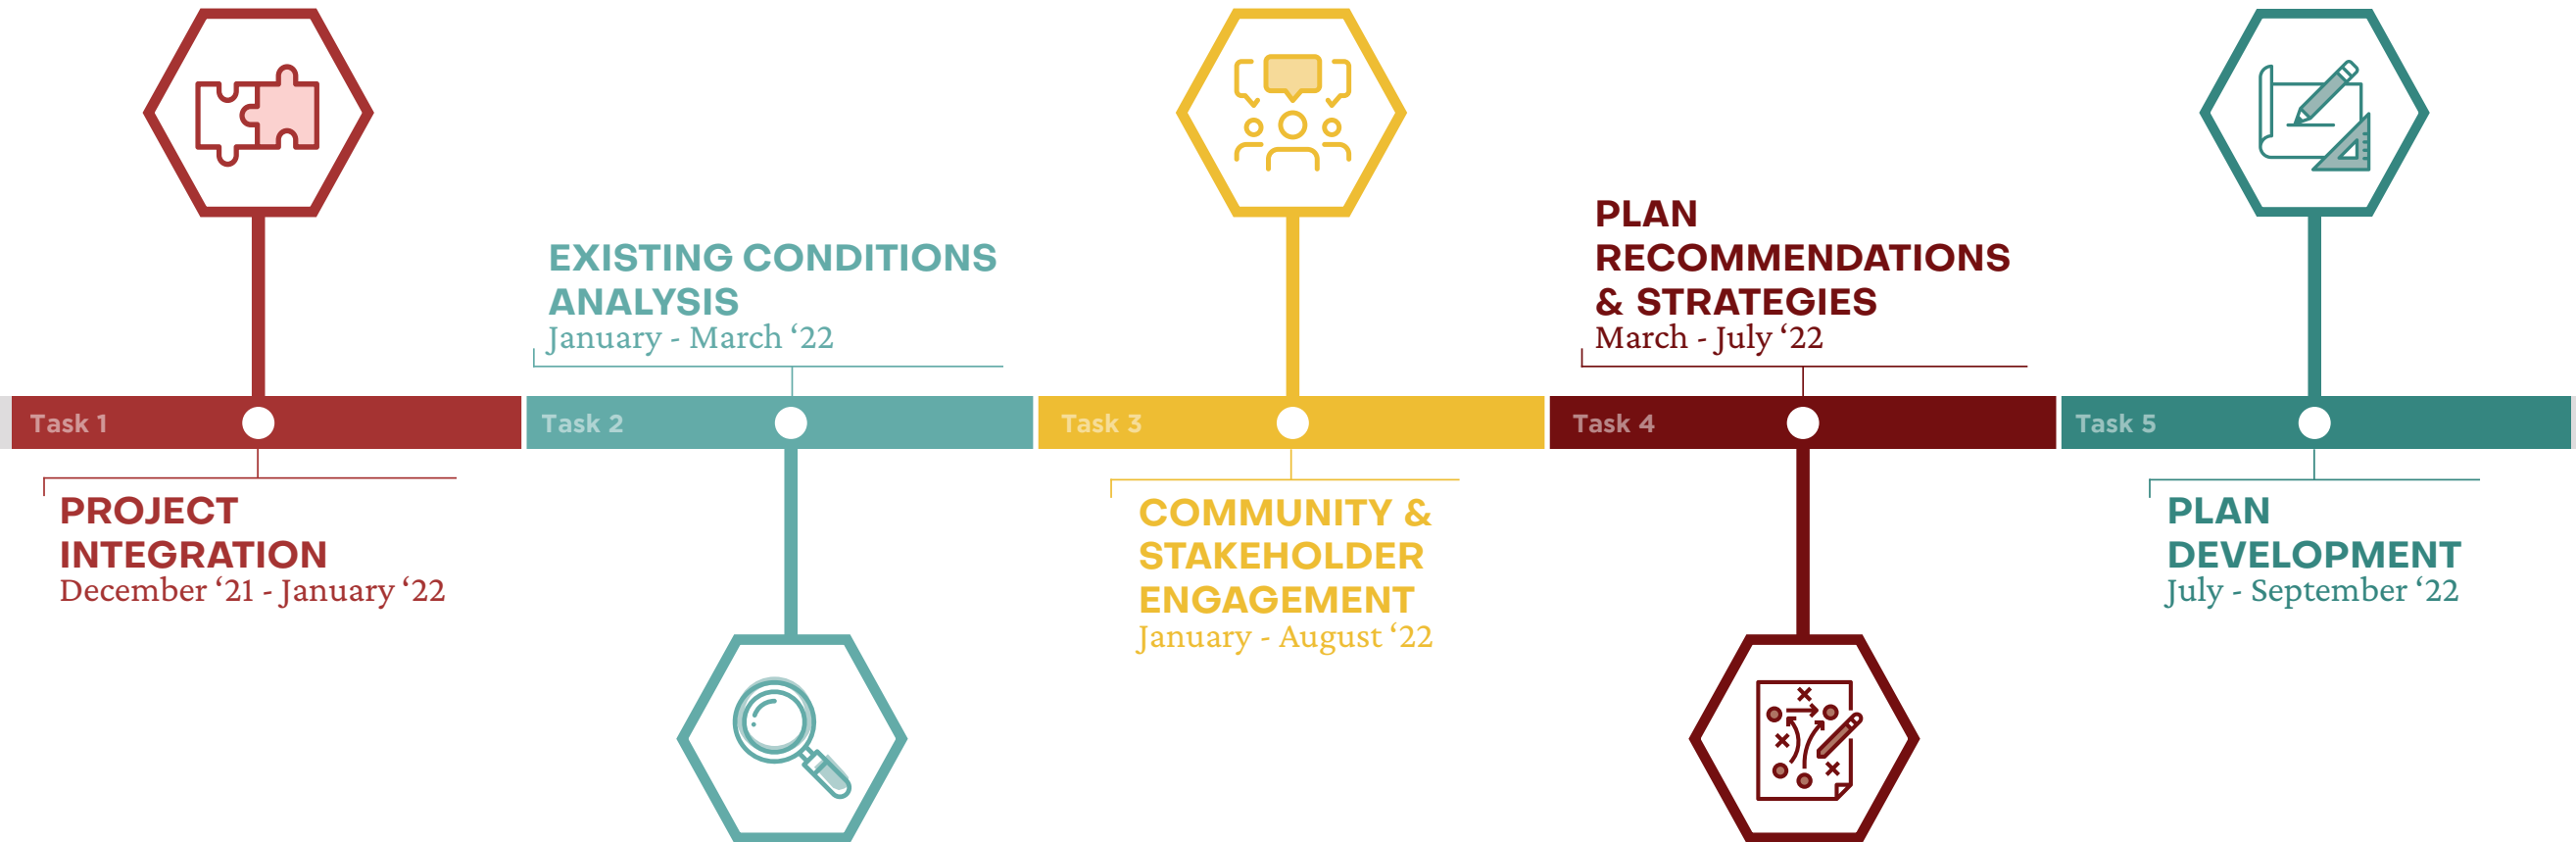 Task 1
PROJECT
INTEGRATION
December ‘21 - January ‘22
EXISTING CONDITIONS
ANALYSIS
January - March ‘22
Task 2
Task 3
COMMUNITY &
STAKEHOLDER
ENGAGEMENT
January - August ‘22
PLAN
RECOMMENDATIONS
& STRATEGIES
March - July ‘22
Task 4
Task 5
PLAN
DEVELOPMENT
July - September ‘22